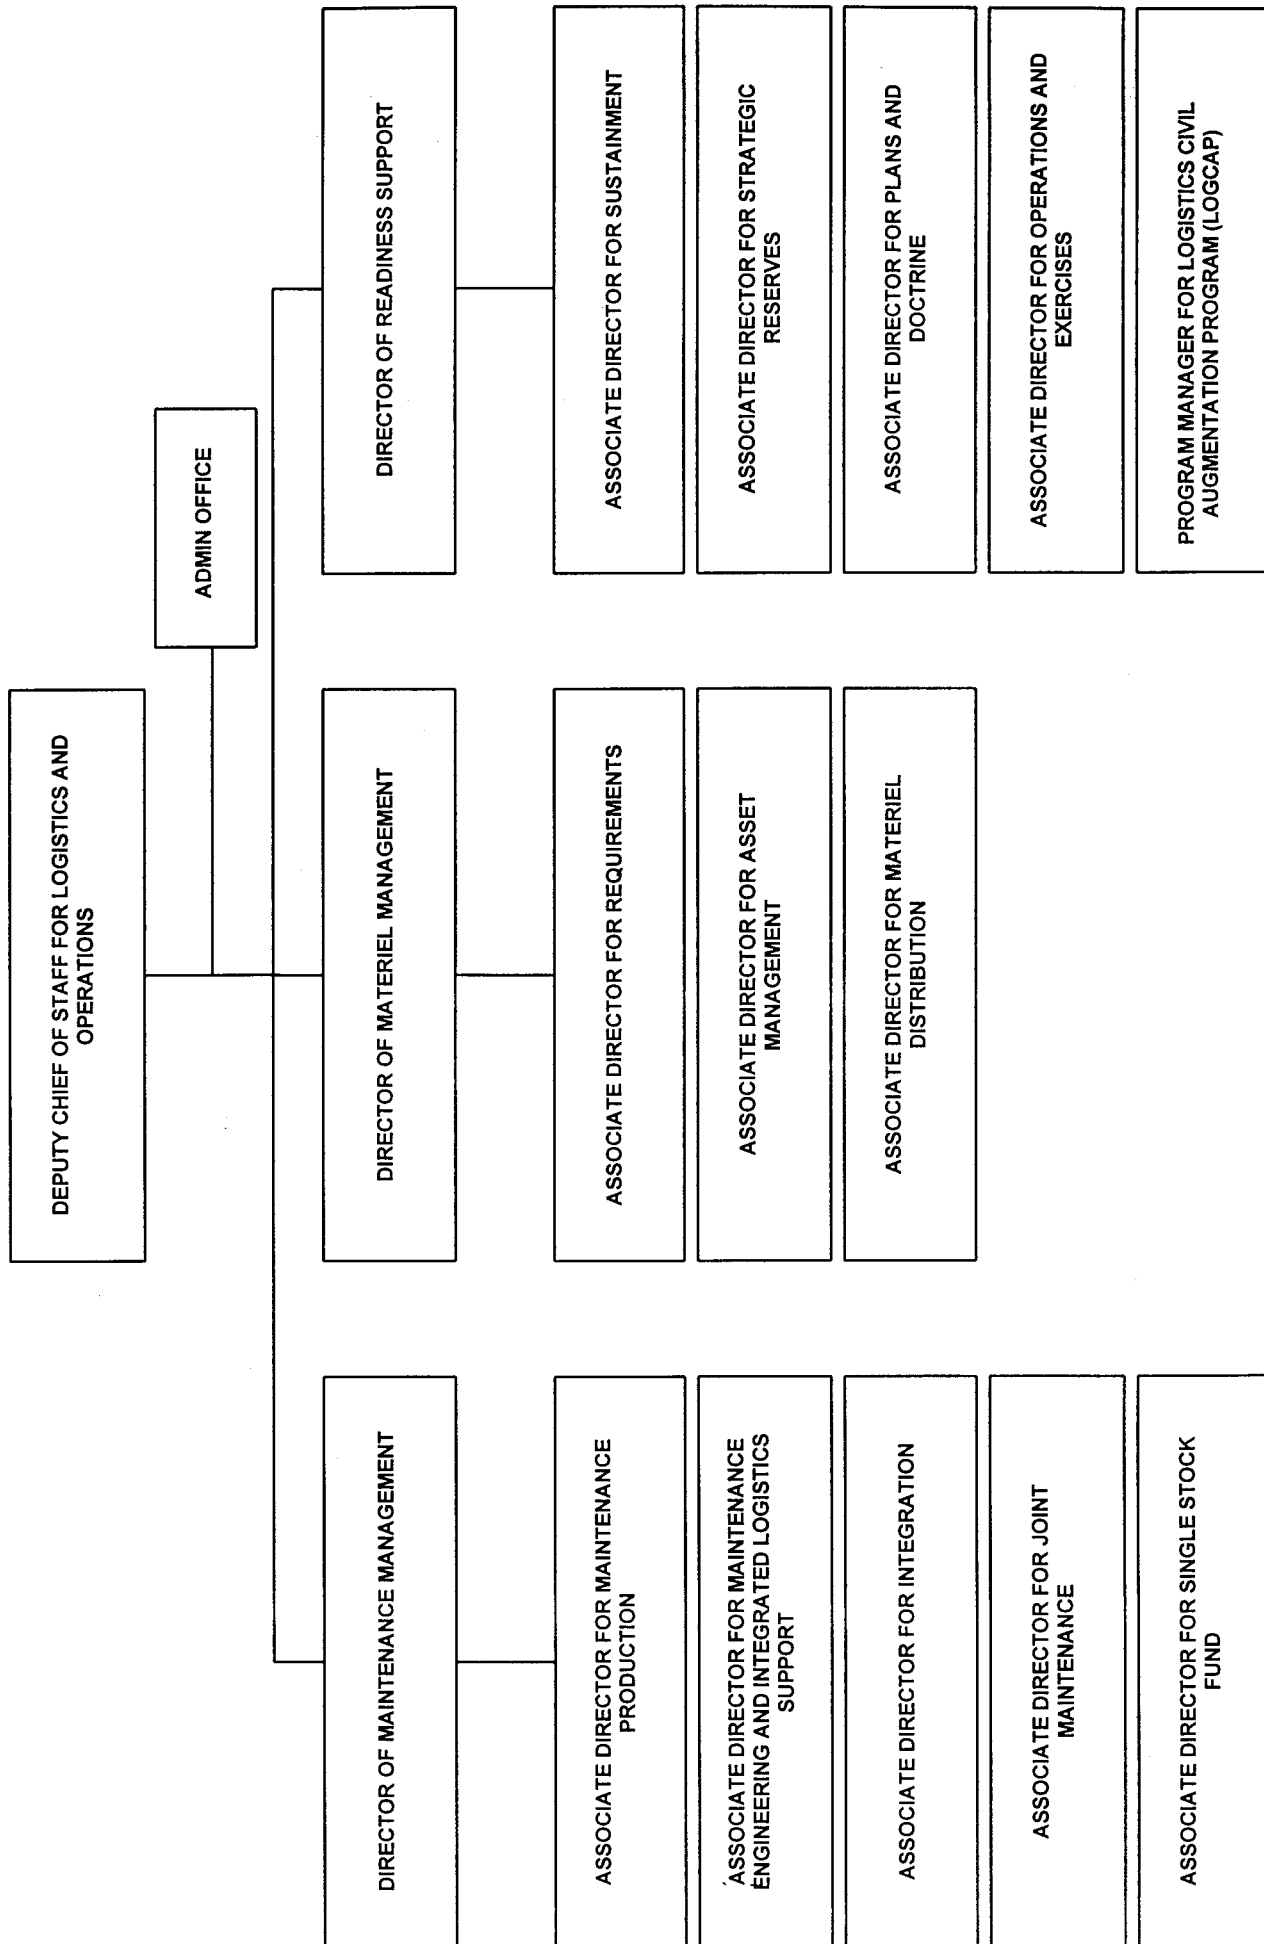 DEPUTY CHIEF OF STAFF FOR LOGISTICS AND
OPERATIONS
ADMIN OFFICE
DIRECTOR OF MAINTENANCE MANAGEMENT
DIRECTOR OF MATERIEL MANAGEMENT
DIRECTOR OF READINESS SUPPORT
ASSOCIATE DIRECTOR FOR MAINTENANCE
PRODUCTION
ASSOCIATE DIRECTOR FOR REQUIREMENTS
ASSOCIATE DIRECTOR FOR SUSTAINMENT
ASSOCIATE DIRECTOR FOR MAINTENANCE
ENGINEERING AND INTEGRATED LOGISTICS
SUPPORT
ASSOCIATE DIRECTOR FOR ASSET
MANAGEMENT
ASSOCIATE DIRECTOR FOR STRATEGIC
RESERVES
ASSOCIATE DIRECTOR FOR INTEGRATION
ASSOCIATE DIRECTOR FOR MATERIEL
DISTRIBUTION
ASSOCIATE DIRECTOR FOR PLANS AND
DOCTRINE
ASSOCIATE DIRECTOR FOR JOINT
MAINTENANCE
ASSOCIATE DIRECTOR FOR OPERATIONS AND
EXERCISES
ASSOCIATE DIRECTOR FOR SINGLE STOCK
FUND
PROGRAM MANAGER FOR LOGISTICS CIVIL
AUGMENTATION PROGRAM (LOGCAP)